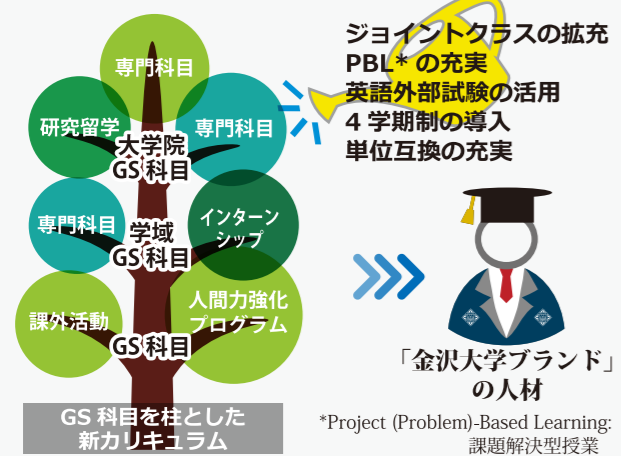 専門科目
研究留学
専門科目
大学院
GS 科目
専門科目
学域
GS 科目
インターン
シップ
課外活動
GS 科目
人間力強化
プログラム
GS 科目を柱とした
新カリキュラム
ジョイントクラスの拡充
PBL* の充実
英語外部試験の活用
4 学期制の導入
単位互換の充実
「金沢大学ブランド」
の人材
*Project (Problem)-Based Learning:
課題解決型授業